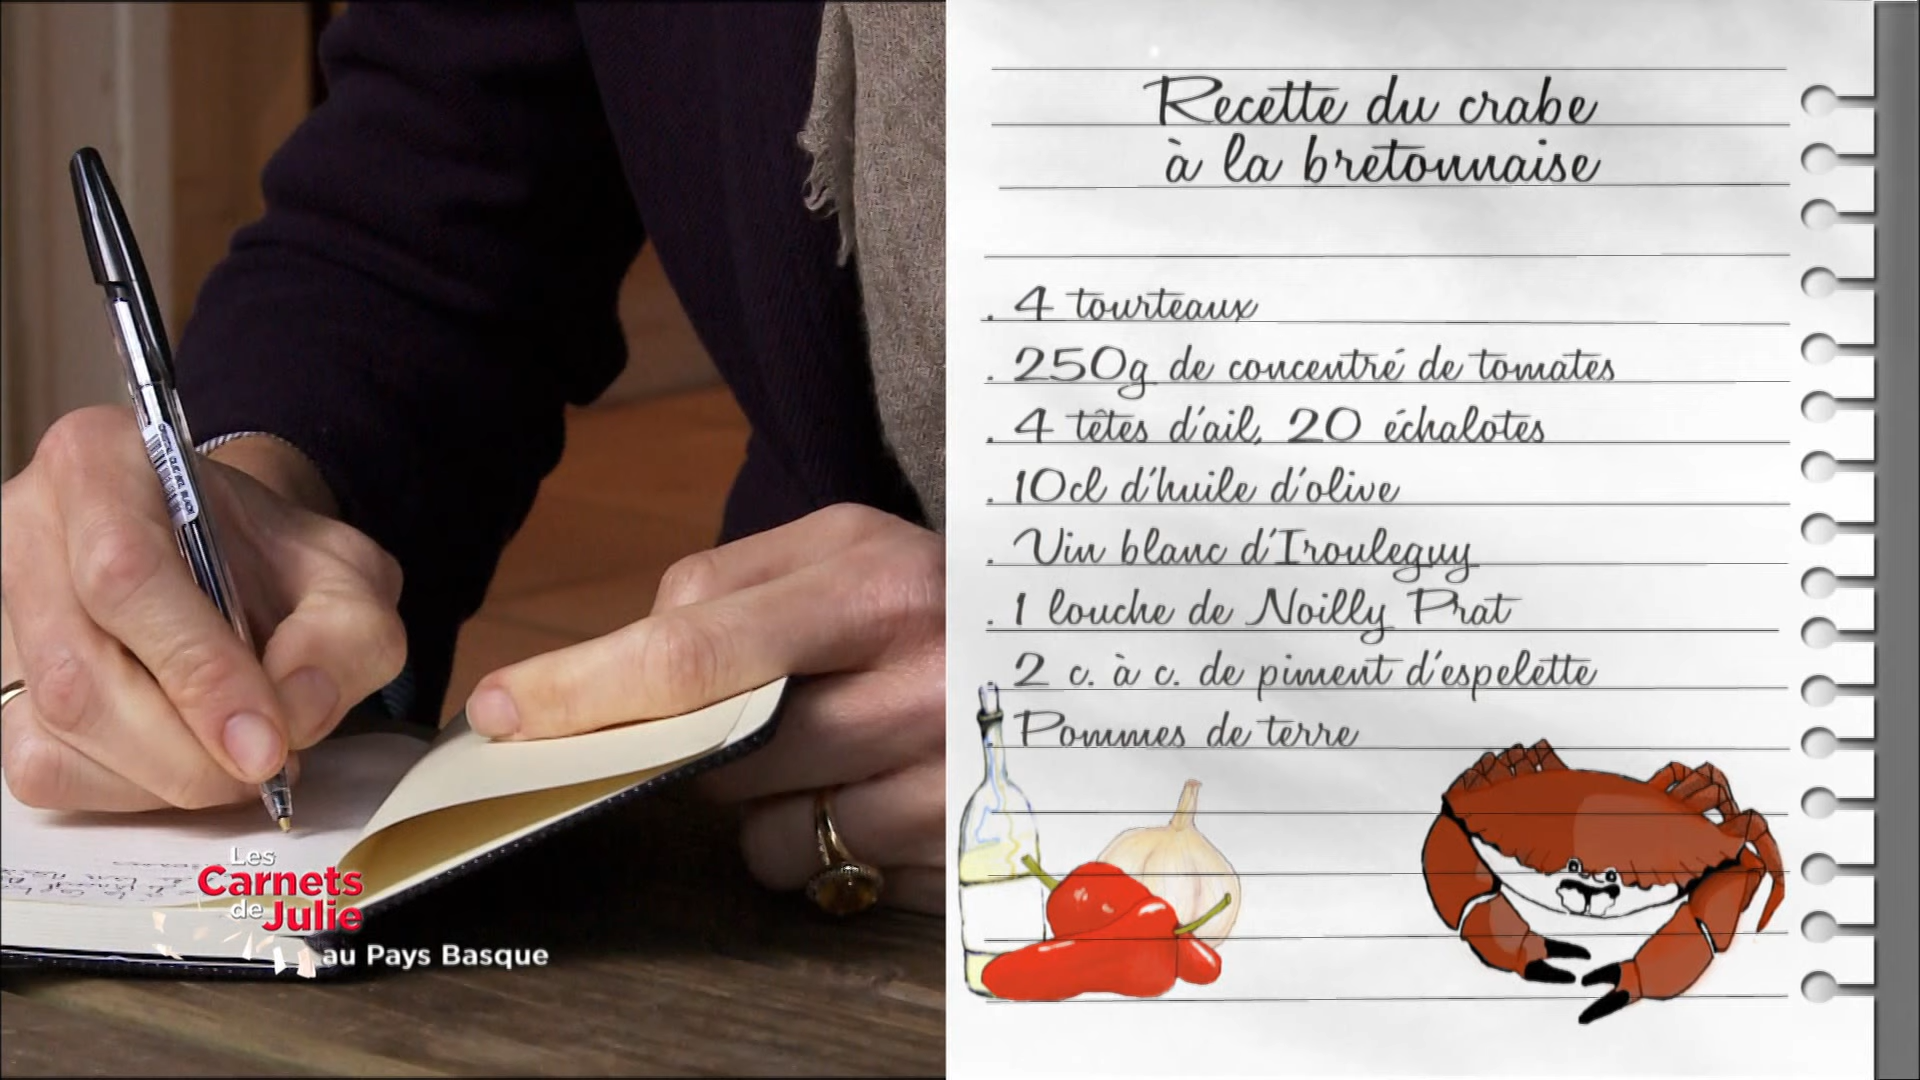 Recette du crabe
à la bretonnaise
. 4 tourteaux
. 250g de concentré de tomates
. 4 têtes d'ail, 20 échalotes
. 10cl d'huile d'olive
. Vin blanc d'Irouleguy
. 1 louche de Noilly Prat
. 2 c. à c. de piment d'espelette
. Pommes de terre
Les
Carnets
de Julie
au Pays Basque